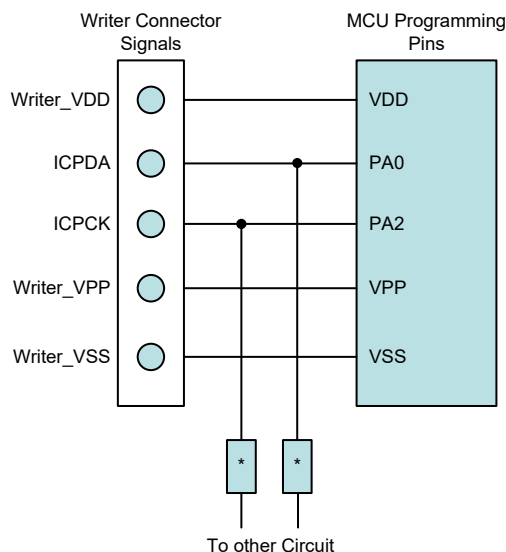 Writer Connector
Signals
MCU Programming
Pins
Writer_VDD
VDD
ICPDA
PA0
ICPCK
PA2
Writer_VPP
VPP
Writer_VSS
VSS
*
*
To other Circuit